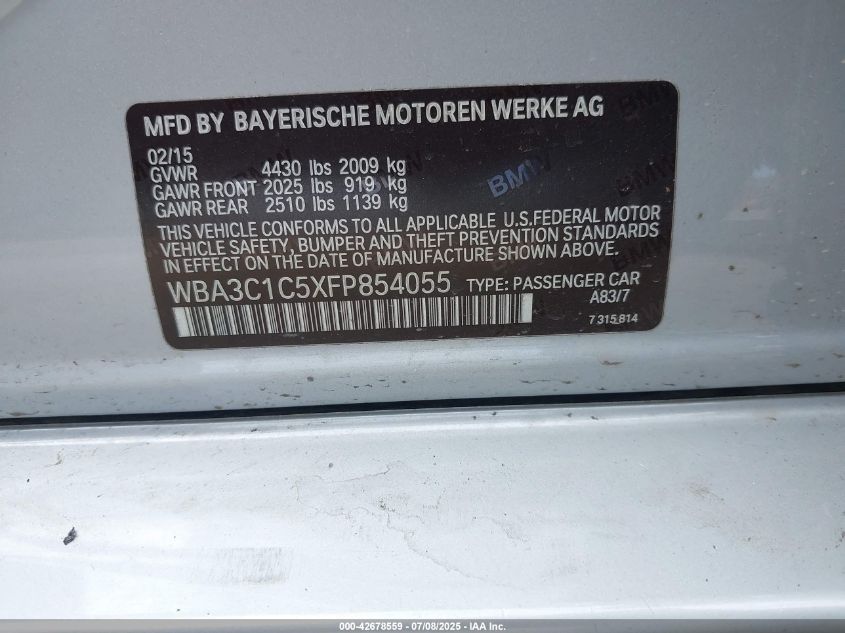 MFD BY BAYERISCHE MOTOREN WERKE AG
02/15
GVWR 4430 lbs 2009 kg
GAWR FRONT 2025 lbs 919 kg
GAWR REAR 2510 lbs 1139 kg
BMW
THIS VEHICLE CONFORMS TO ALL APPLICABLE U.S.FEDERAL MOTOR
VEHICLE SAFETY, BUMPER AND THEFT PREVENTION STANDARDS
IN EFFECT ON THE DATE OF MANUFACTURE SHOWN ABOVE.
WBA3C1C5XFP854055 TYPE: PASSENGER CAR
A83/7
7 315 814
000-42678559 - 07/08/2025 - IAA Inc.